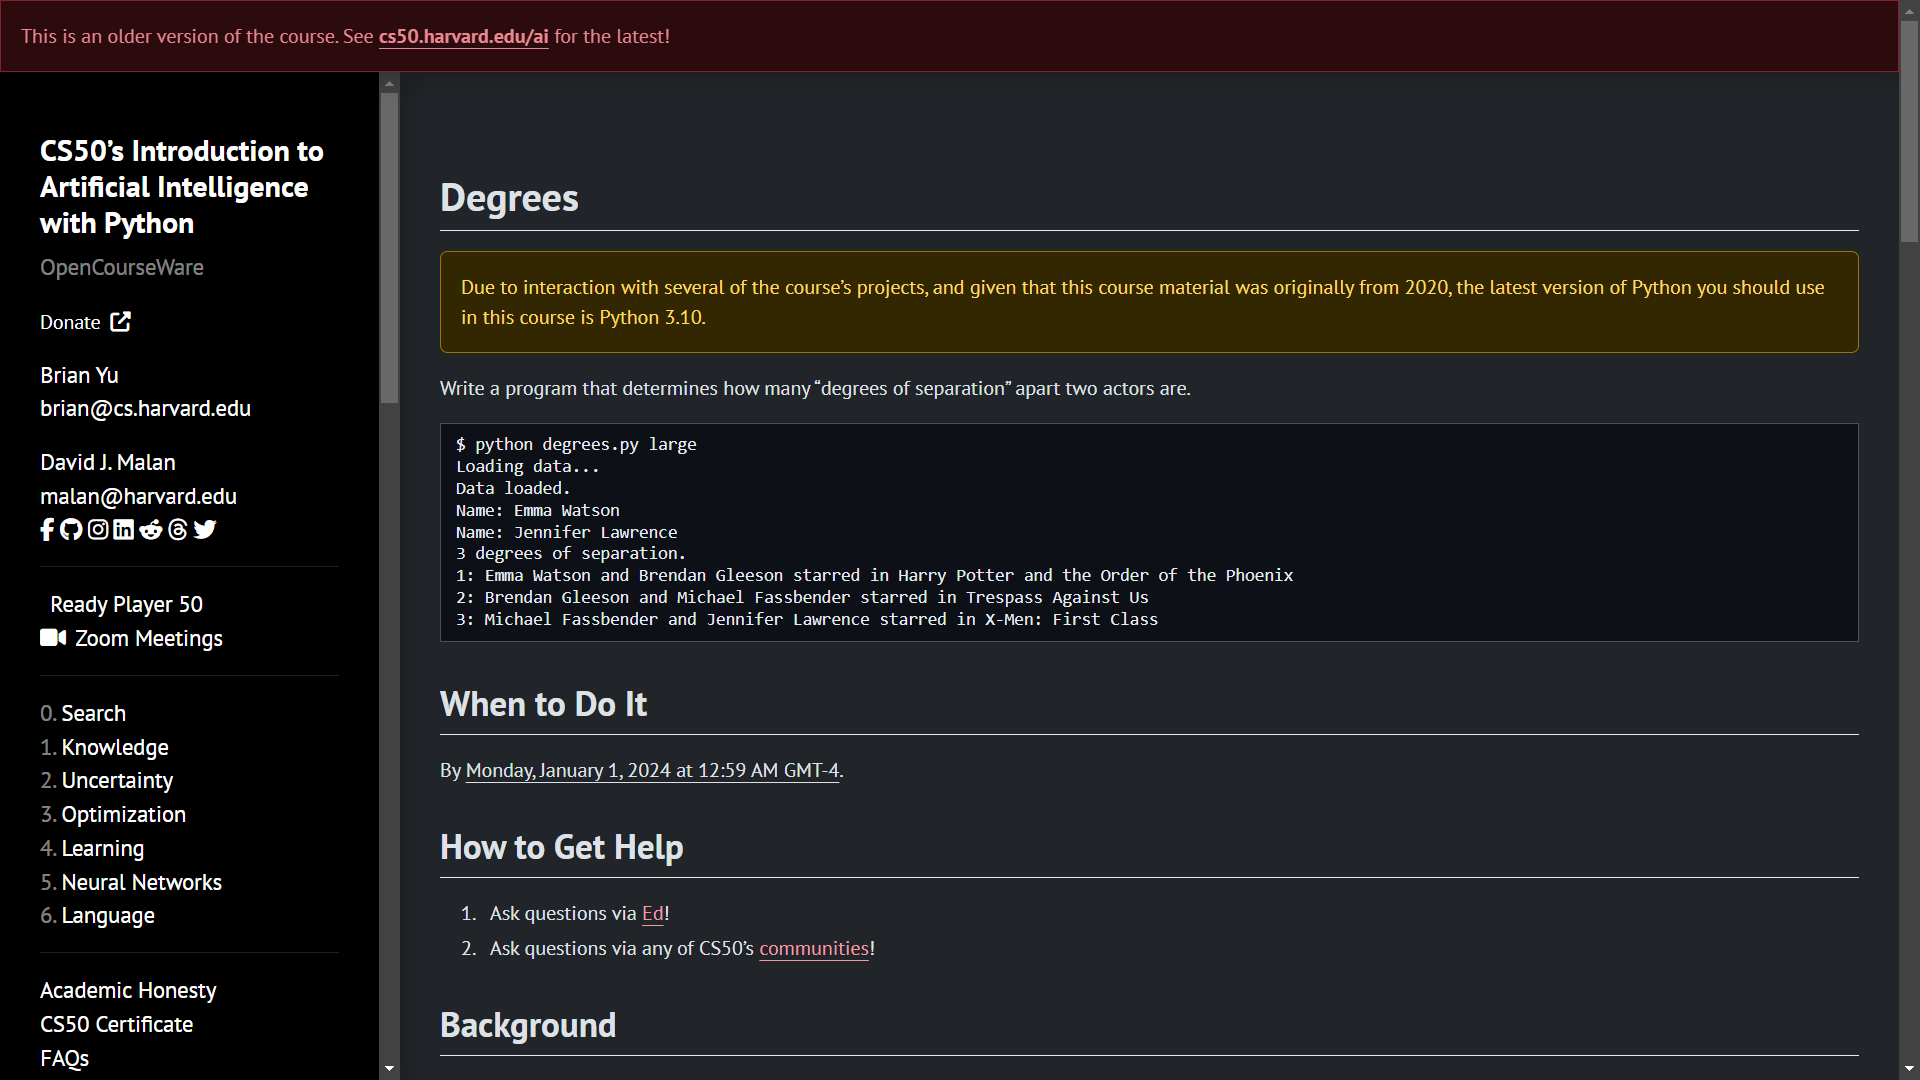 This is an older version of the course. See cs50.harvard.edu/ai for the latest!
CS50’s Introduction to
Artificial Intelligence
with Python
OpenCourseWare
Donate
Brian Yu
brian@cs.harvard.edu
David J. Malan
malan@harvard.edu
Ready Player 50
Zoom Meetings
0. Search
1. Knowledge
2. Uncertainty
3. Optimization
4. Learning
5. Neural Networks
6. Language
Academic Honesty
CS50 Certificate
FAQs
Degrees
Due to interaction with several of the course’s projects, and given that this course material was originally from 2020, the latest version of Python you should use
in this course is Python 3.10.
Write a program that determines how many “degrees of separation” apart two actors are.
$ python degrees.py large
Loading data...
Data loaded.
Name: Emma Watson
Name: Jennifer Lawrence
3 degrees of separation.
1: Emma Watson and Brendan Gleeson starred in Harry Potter and the Order of the Phoenix
2: Brendan Gleeson and Michael Fassbender starred in Trespass Against Us
3: Michael Fassbender and Jennifer Lawrence starred in X-Men: First Class
When to Do It
By Monday, January 1, 2024 at 12:59 AM GMT-4.
How to Get Help
1. Ask questions via Ed!
2. Ask questions via any of CS50’s communities!
Background